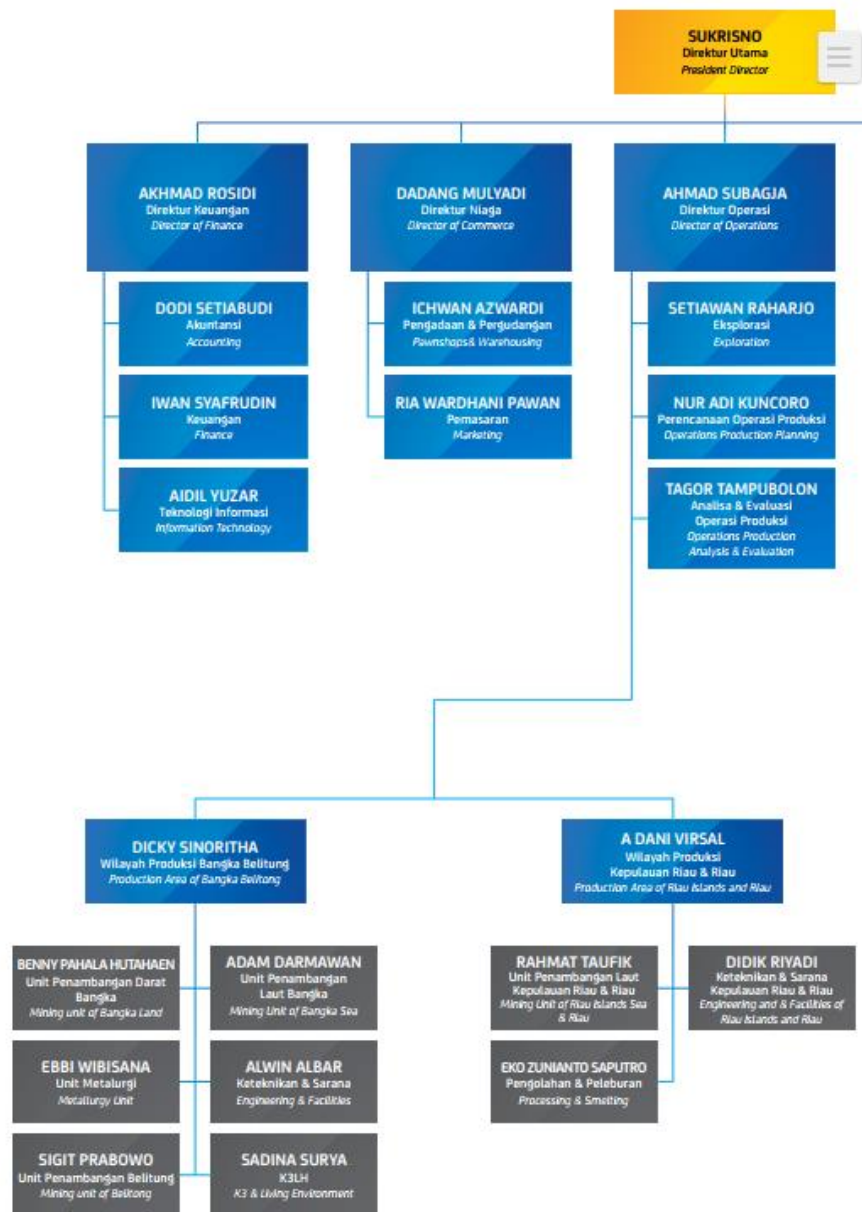 SUKRISNO
Direktur Utama
President Director
AKHMAD ROSIDI
Direktur Keuangan
Director of Finance
DADANG MULYADI
Direktur Niaga
Director of Commerce
AHMAD SUBAGJA
Direktur Operasi
Director of Operations
DODI SETIABUDI
Akuntansi
Accounting
ICHWAN AZWARDI
Pengadaan & Pergudangan
Pawnshops & Warehousing
SETIAWAN RAHARJO
Eksplorasi
Exploration
IWAN SYAFRUDIN
Keuangan
Finance
RIA WARDHANI PAWAN
Pemasaran
Marketing
NUR ADI KUNCORO
Perencanaan Operasi Produksi
Operations Production Planning
AIDIL YUZAR
Teknologi Informasi
Information Technology
TAGOR TAMPUBOLON
Analisa & Evaluasi
Operasi Produksi
Operations Production
Analysis & Evaluation
DICKY SINORITHA
Wilayah Produksi Bangka Belitung
Production Area of Bangka Belitong
A DANI VIRSAL
Wilayah Produksi
Kepulauan Riau & Riau
Production Area of Riau Islands and Riau
BENNY PAHALA HUTAHAEN
Unit Penambangan Darat
Bangka
Mining unit of Bangka Land
ADAM DARMAWAN
Unit Penambangan
Laut Bangka
Mining Unit of Bangka Sea
RAHMAT TAUFIK
Unit Penambangan Laut
Kepulauan Riau & Riau
Mining Unit of Riau Islands Sea
& Riau
DIDIK RIYADI
Keteknikan & Sarana
Kepulauan Riau & Riau
Engineering and & Facilities of
Riau Islands and Riau
EBBI WIBISANA
Unit Metalurgi
Metallurgy Unit
ALWIN ALBAR
Keteknikan & Sarana
Engineering & Facilities
EKO ZUNIANTO SAPUTRO
Pengolahan & Peleburan
Processing & Smelting
SIGIT PRABOWO
Unit Penambangan Belitung
Mining unit of Belitong
SADINA SURYA
K3LH
K3 & Living Environment